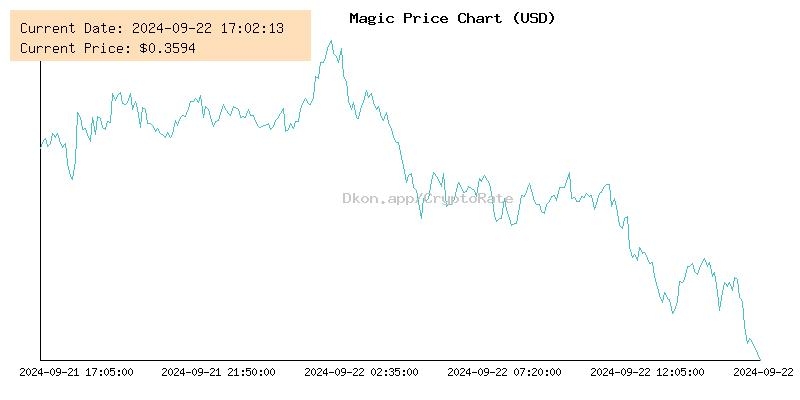 Magic Price Chart (USD)
Current Date: 2024-09-22 17:02:13
Current Price: $0.3594
Dkon.app/CryptoRate
2024-09-21 17:05:00
2024-09-21 21:50:00
2024-09-22 02:35:00
2024-09-22 07:20:00
2024-09-22 12:05:00
2024-09-22